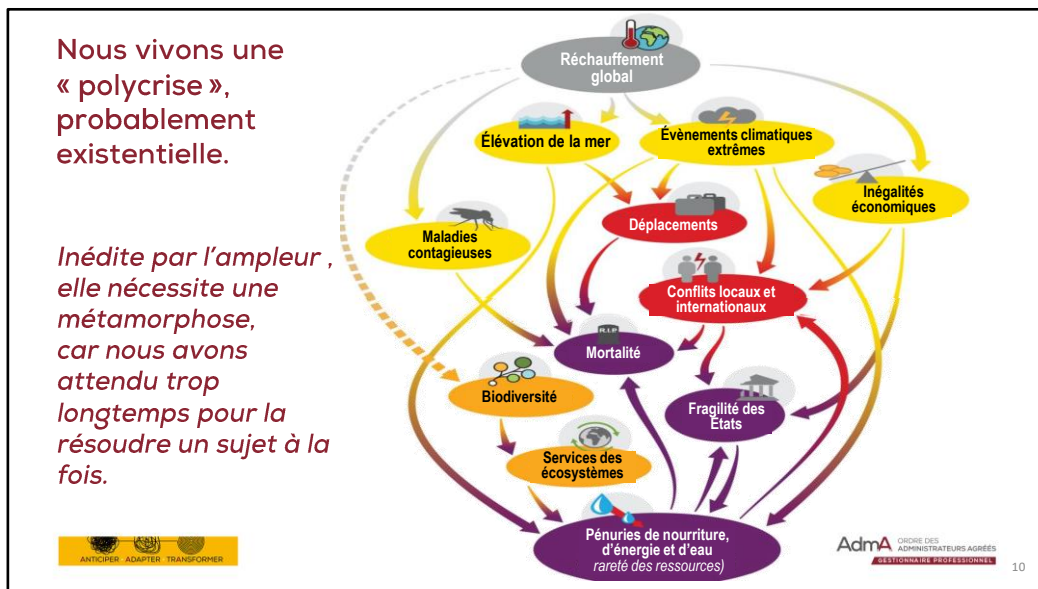 Nous vivons une
« polycrise »,
probablement
existentielle.
Inédite par l'ampleur ,
elle nécessite une
métamorphose,
car nous avons
attendu trop
longtemps pour la
résoudre un sujet à la
fois.
Réchauffement
global
Élévation de la mer
Évènements climatiques
extrêmes
Inégalités
économiques
Déplacements
Maladies
contagieuses
Conflits locaux et
internationaux
R.I.P
Mortalité
Biodiversité
Fragilité des
États
Services des
écosystèmes
Pénuries de nourriture,
d'énergie et d'eau
rareté des ressources)
ANTICIPER ADAPTER TRANSFORMER
AdmA ORDRE DES
ADMINISTRATEURS AGRÉÉS
GESTIONNAIRE PROFESSIONNEL
10